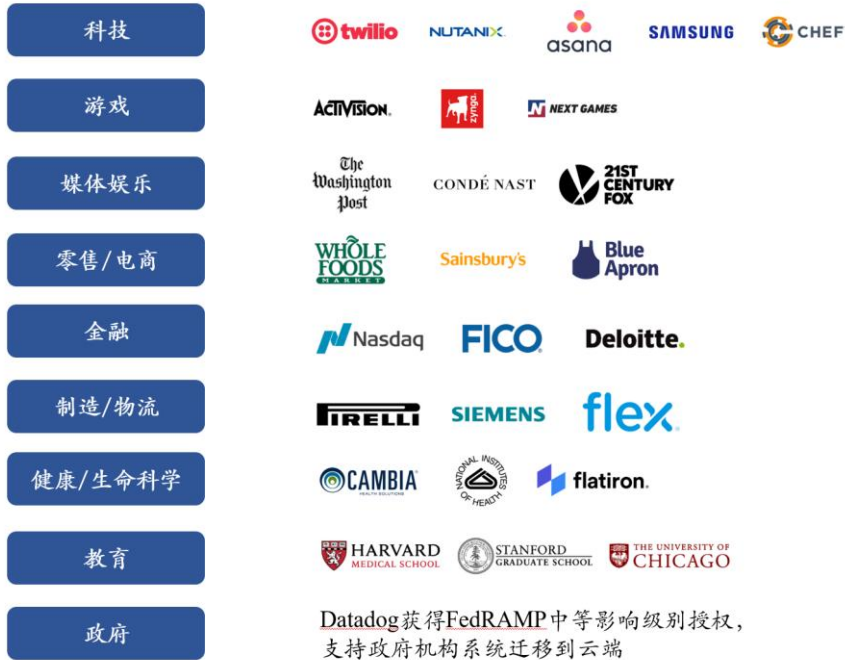 科技
twilio NUTANIX asana SAMSUNG CHEF
游戏
ACTIVISION. zynga NEXT GAMES
媒体娱乐
The Washington Post CONDÉ NAST 21ST CENTURY FOX
零售/电商
WHOLE FOODS MARKET Sainsbury's Blue Apron
金融
Nasdaq FICO Deloitte.
制造/物流
PIRELLI SIEMENS flex
健康/生命科学
CAMBIA HEALTH SOLUTIONS NATIONAL INSTITUTES OF HEALTH flatiron.
教育
HARVARD MEDICAL SCHOOL STANFORD GRADUATE SCHOOL THE UNIVERSITY OF CHICAGO
政府
Datadog获得FedRAMP中等影响级别授权，
支持政府机构系统迁移到云端